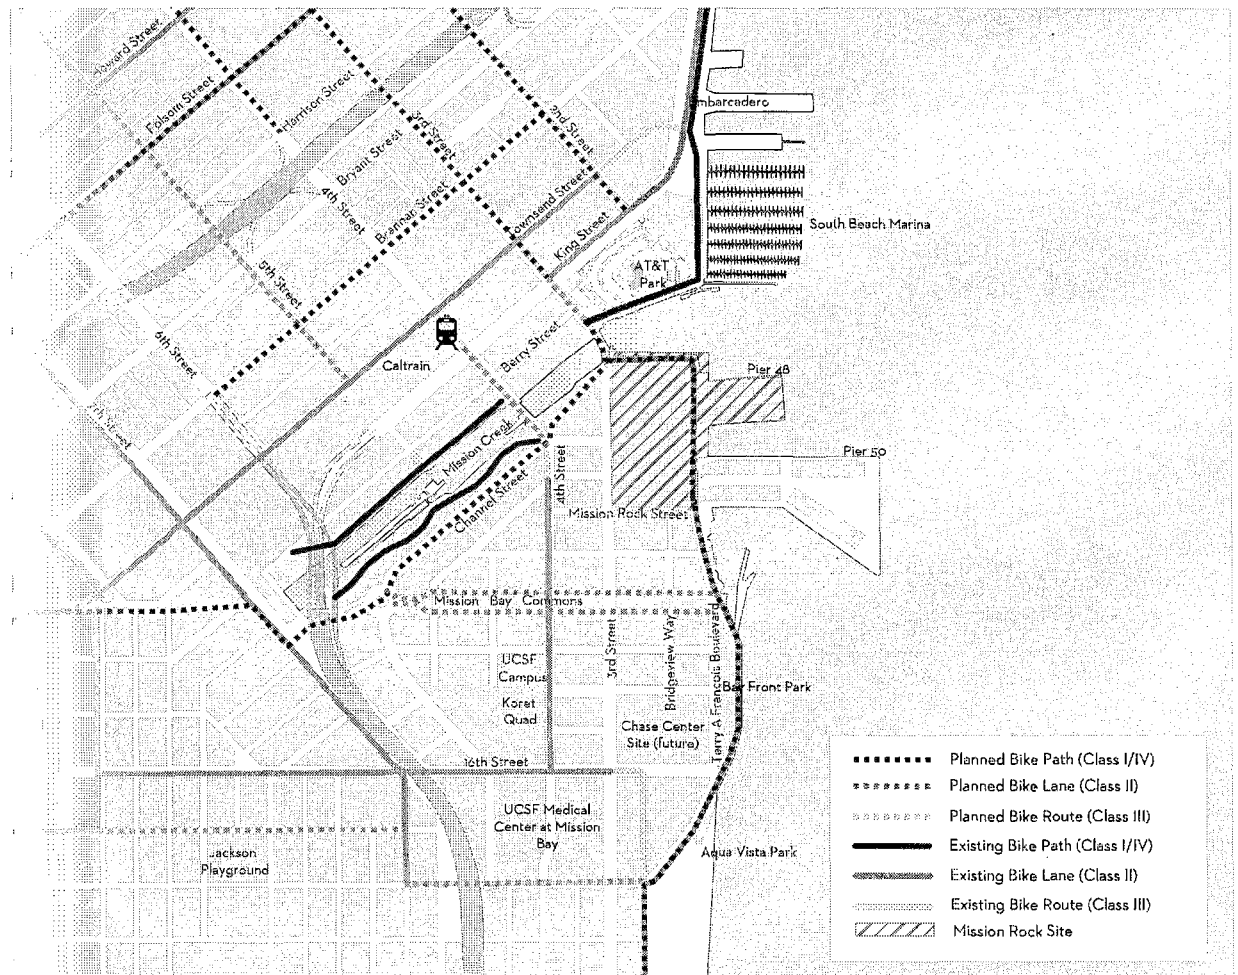 Howard Street
Folsom Street
Harrison Street
3rd Street
2nd Street
Embarcadero
Bryant Street
4th Street
Brannan Street
Townsend Street
King Street
South Beach Marina
AT&T
Park
5th Street
6th Street
Caltrain
Berry Street
Pier 48
7th Street
Mission Creek
4th Street
Pier 50
Channel Street
Mission Rock Street
Mission Bay Commons
3rd Street
Bridgeview Way
Terry A Francois Boulevard
UCSF
Campus
Koret
Quad
Bay Front Park
Chase Center
Site (future)
16th Street
UCSF Medical
Center at Mission
Bay
Jackson
Playground
Aqua Vista Park
Planned Bike Path (Class I/IV)
Planned Bike Lane (Class II)
Planned Bike Route (Class III)
Existing Bike Path (Class I/IV)
Existing Bike Lane (Class II)
Existing Bike Route (Class III)
Mission Rock Site